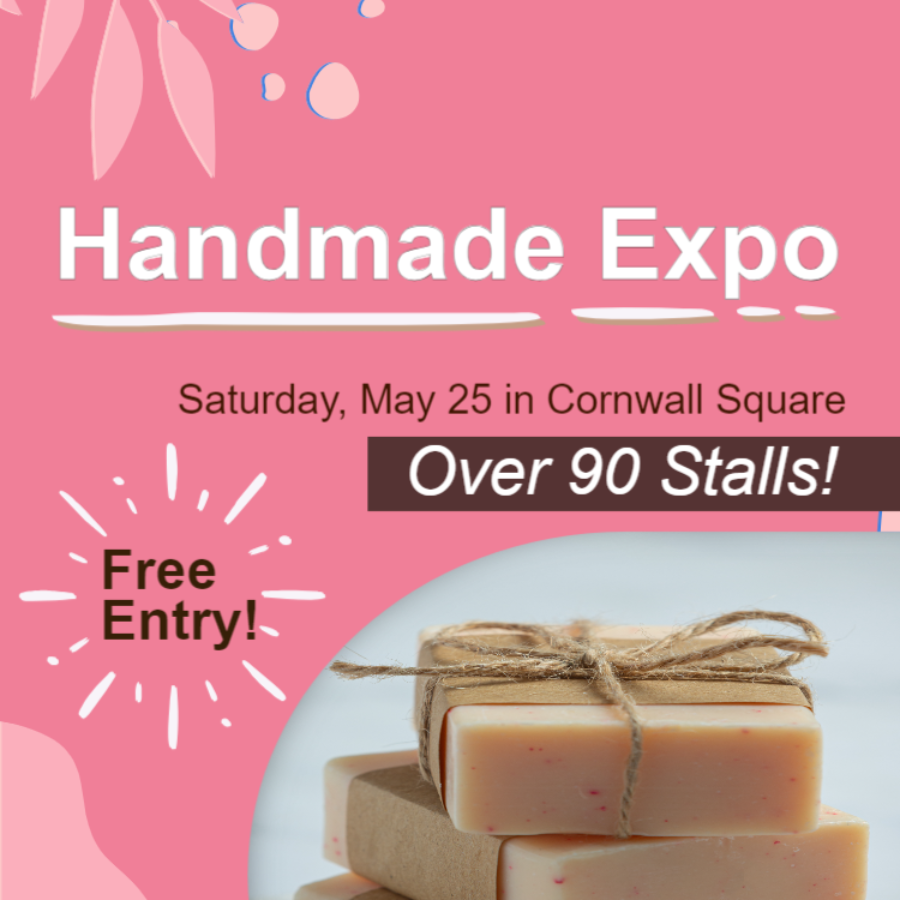 Handmade Expo
Saturday, May 25 in Cornwall Square
Over 90 Stalls!
Free
Entry!